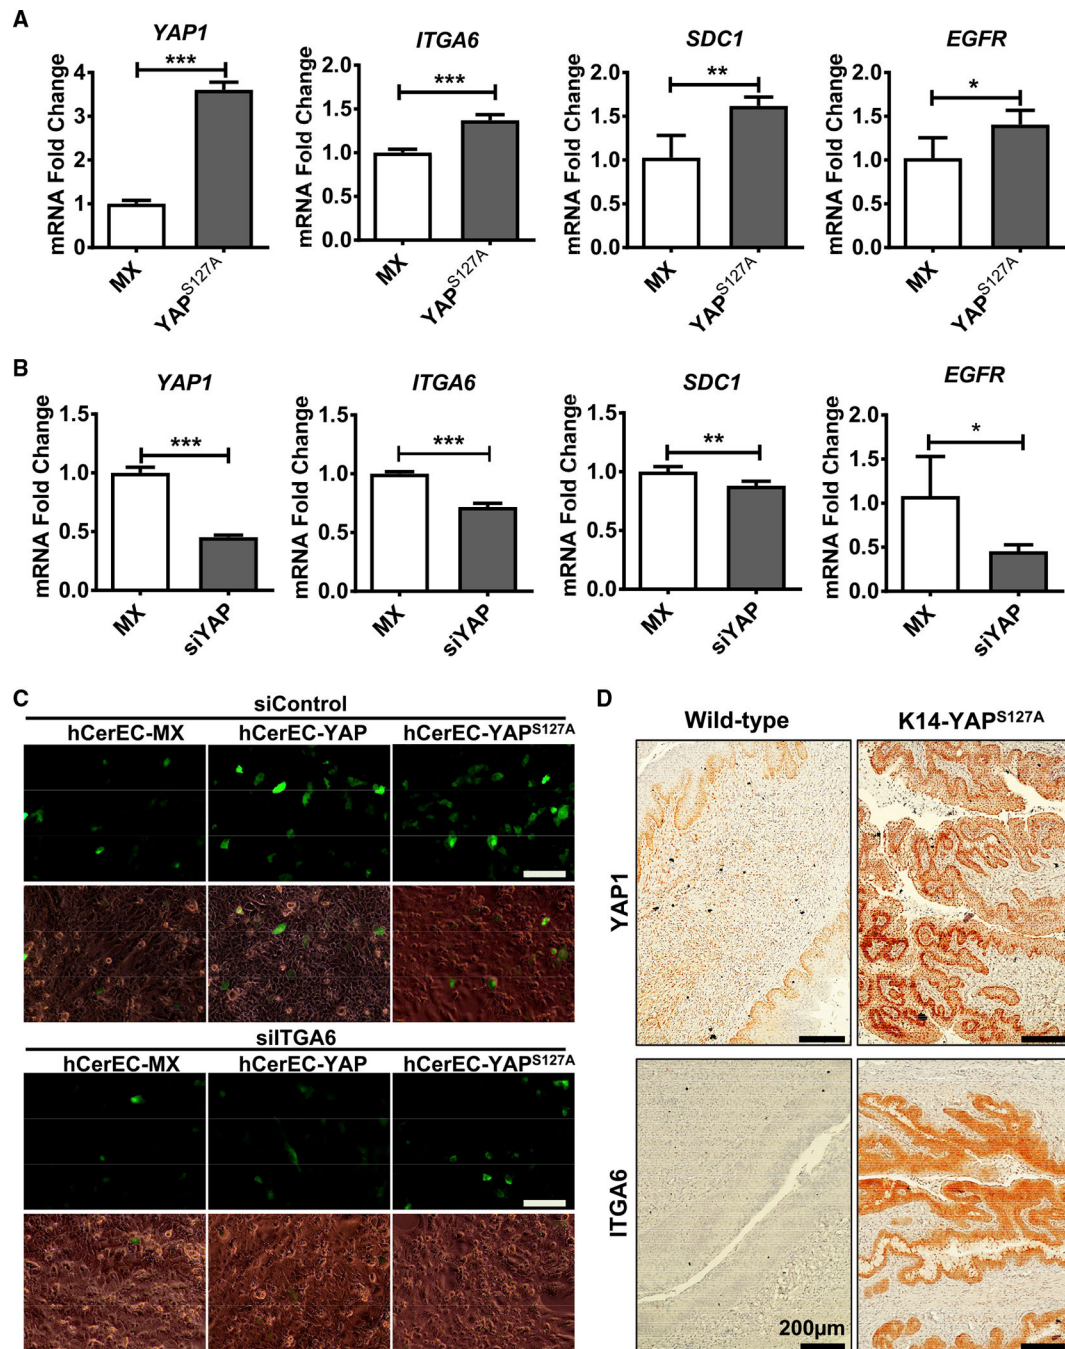 A
YAP1
ITGA6
SDC1
EGFR
***
***
**
*
mRNA Fold Change
4
3
2
1
0
MX
YAPS127A
mRNA Fold Change
2.0
1.5
1.0
0.5
0.0
MX
YAPS127A
mRNA Fold Change
2.0
1.5
1.0
0.5
0.0
MX
YAPS127A
mRNA Fold Change
2.0
1.5
1.0
0.5
0.0
MX
YAPS127A
B
YAP1
ITGA6
SDC1
EGFR
***
***
**
*
mRNA Fold Change
1.5
1.0
0.5
0.0
MX
siYAP
mRNA Fold Change
1.5
1.0
0.5
0.0
MX
siYAP
mRNA Fold Change
1.5
1.0
0.5
0.0
MX
siYAP
mRNA Fold Change
2.0
1.5
1.0
0.5
0.0
MX
siYAP
C
siControl
hCerEC-MX hCerEC-YAP hCerEC-YAPS127A
siITGA6
hCerEC-MX hCerEC-YAP hCerEC-YAPS127A
D
Wild-type K14-YAPS127A
YAP1
ITGA6
200µm